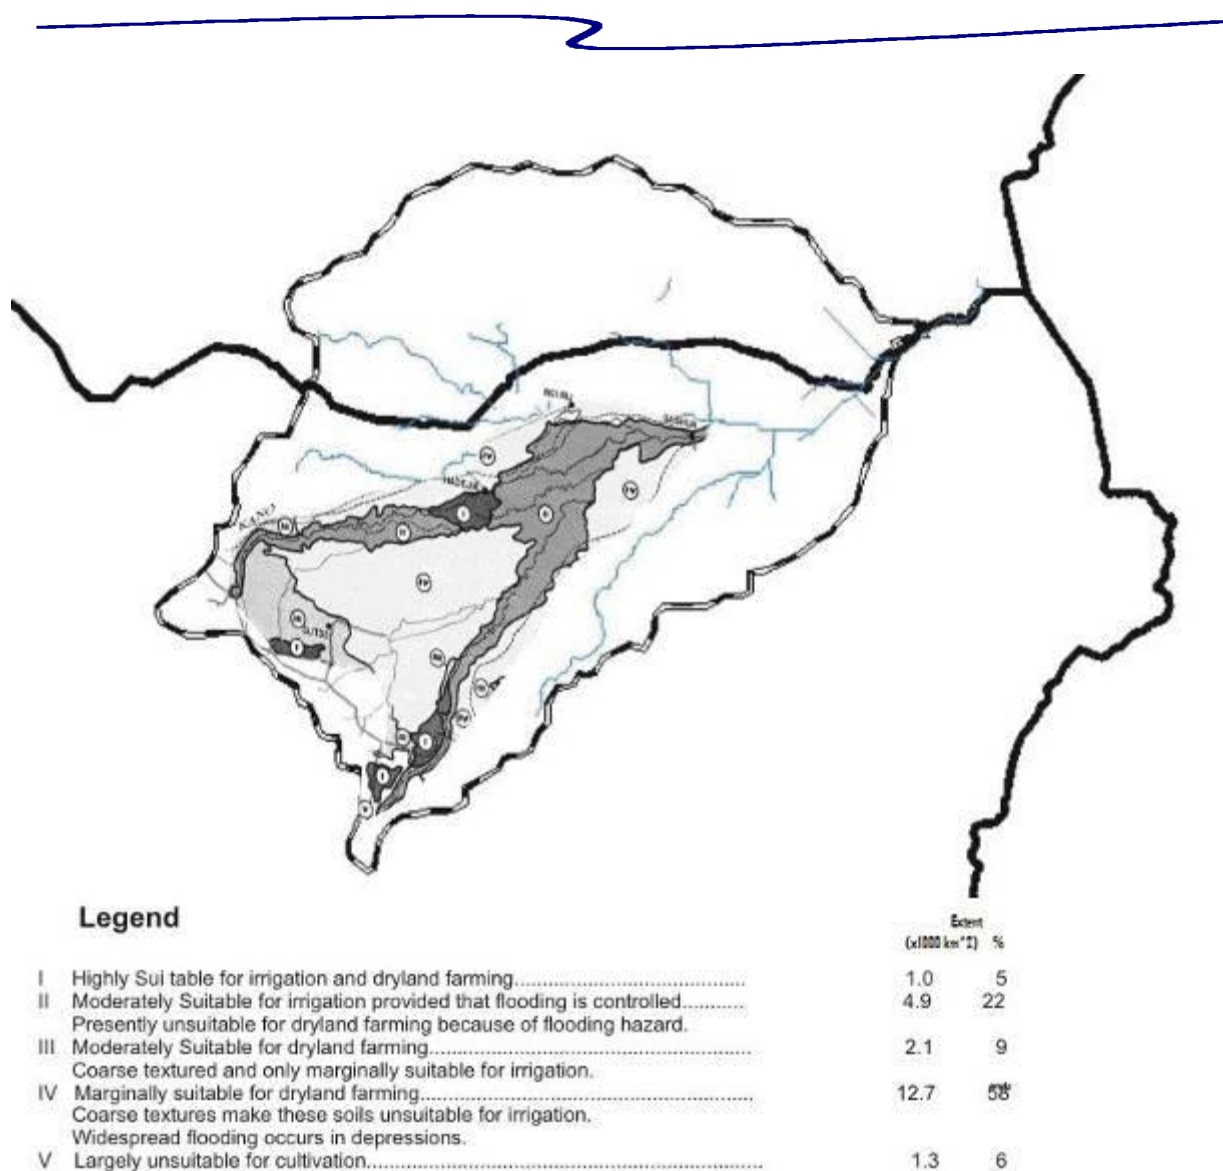 KANO
Legend
Extent
(x1000 km^2) %
I Highly Sui table for irrigation and dryland farming.......................................... 1.0 5
II Moderately Suitable for irrigation provided that flooding is controlled........... 4.9 22
Presently unsuitable for dryland farming because of flooding hazard.
III Moderately Suitable for dryland farming.......................................................... 2.1 9
Coarse textured and only marginally suitable for irrigation.
IV Marginally suitable for dryland farming............................................................ 12.7 58
Coarse textures make these soils unsuitable for irrigation.
Widespread flooding occurs in depressions.
V Largely unsuitable for cultivation....................................................................... 1.3 6